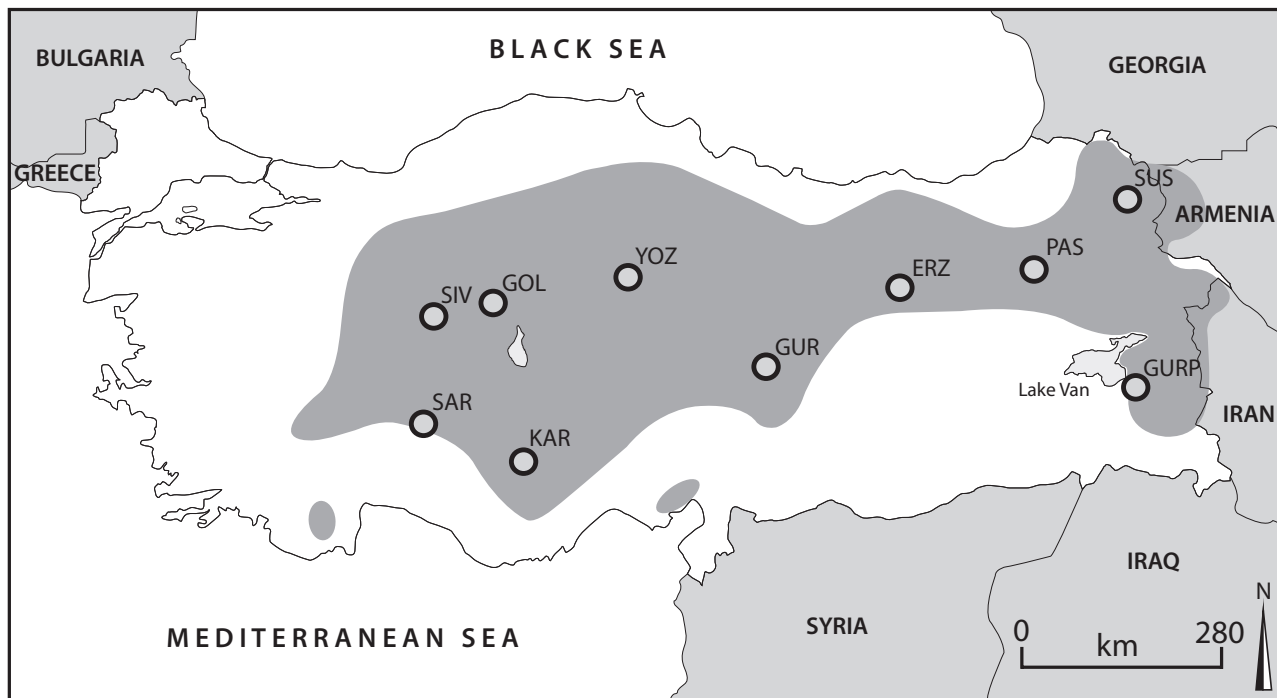 BLACK SEA
BULGARIA
GEORGIA
GREECE
SUS
ARMENIA
PAS
YOZ
ERZ
GOL
SIV
GUR
GURP
Lake Van
SAR
IRAN
KAR
IRAQ
N
SYRIA
0 280
km
MEDITERRANEAN SEA